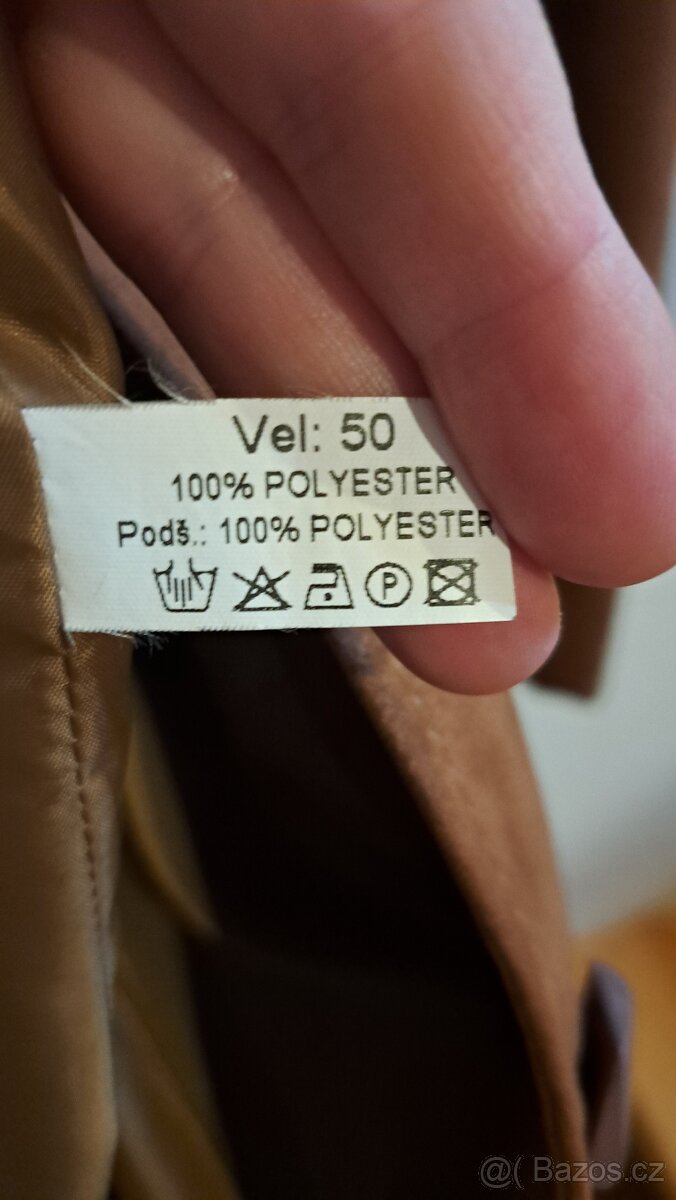 Vel: 50
100% POLYESTER
Podš.: 100% POLYESTER
P
@( Bazos.cz